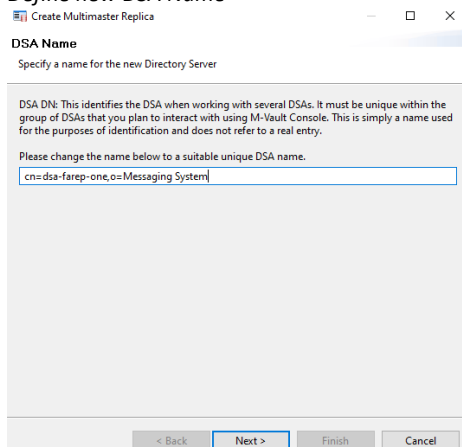 Define new DSA Name
Create Multimaster Replica
DSA Name
Specify a name for the new Directory Server
DSA DN: This identifies the DSA when working with several DSAs. It must be unique within the
group of DSAs that you plan to interact with using M-Vault Console. This is simply a name used
for the purposes of identification and does not refer to a real entry.
Please change the name below to a suitable unique DSA name.
cn=dsa-farep-one,o=Messaging System
< Back Next > Finish Cancel